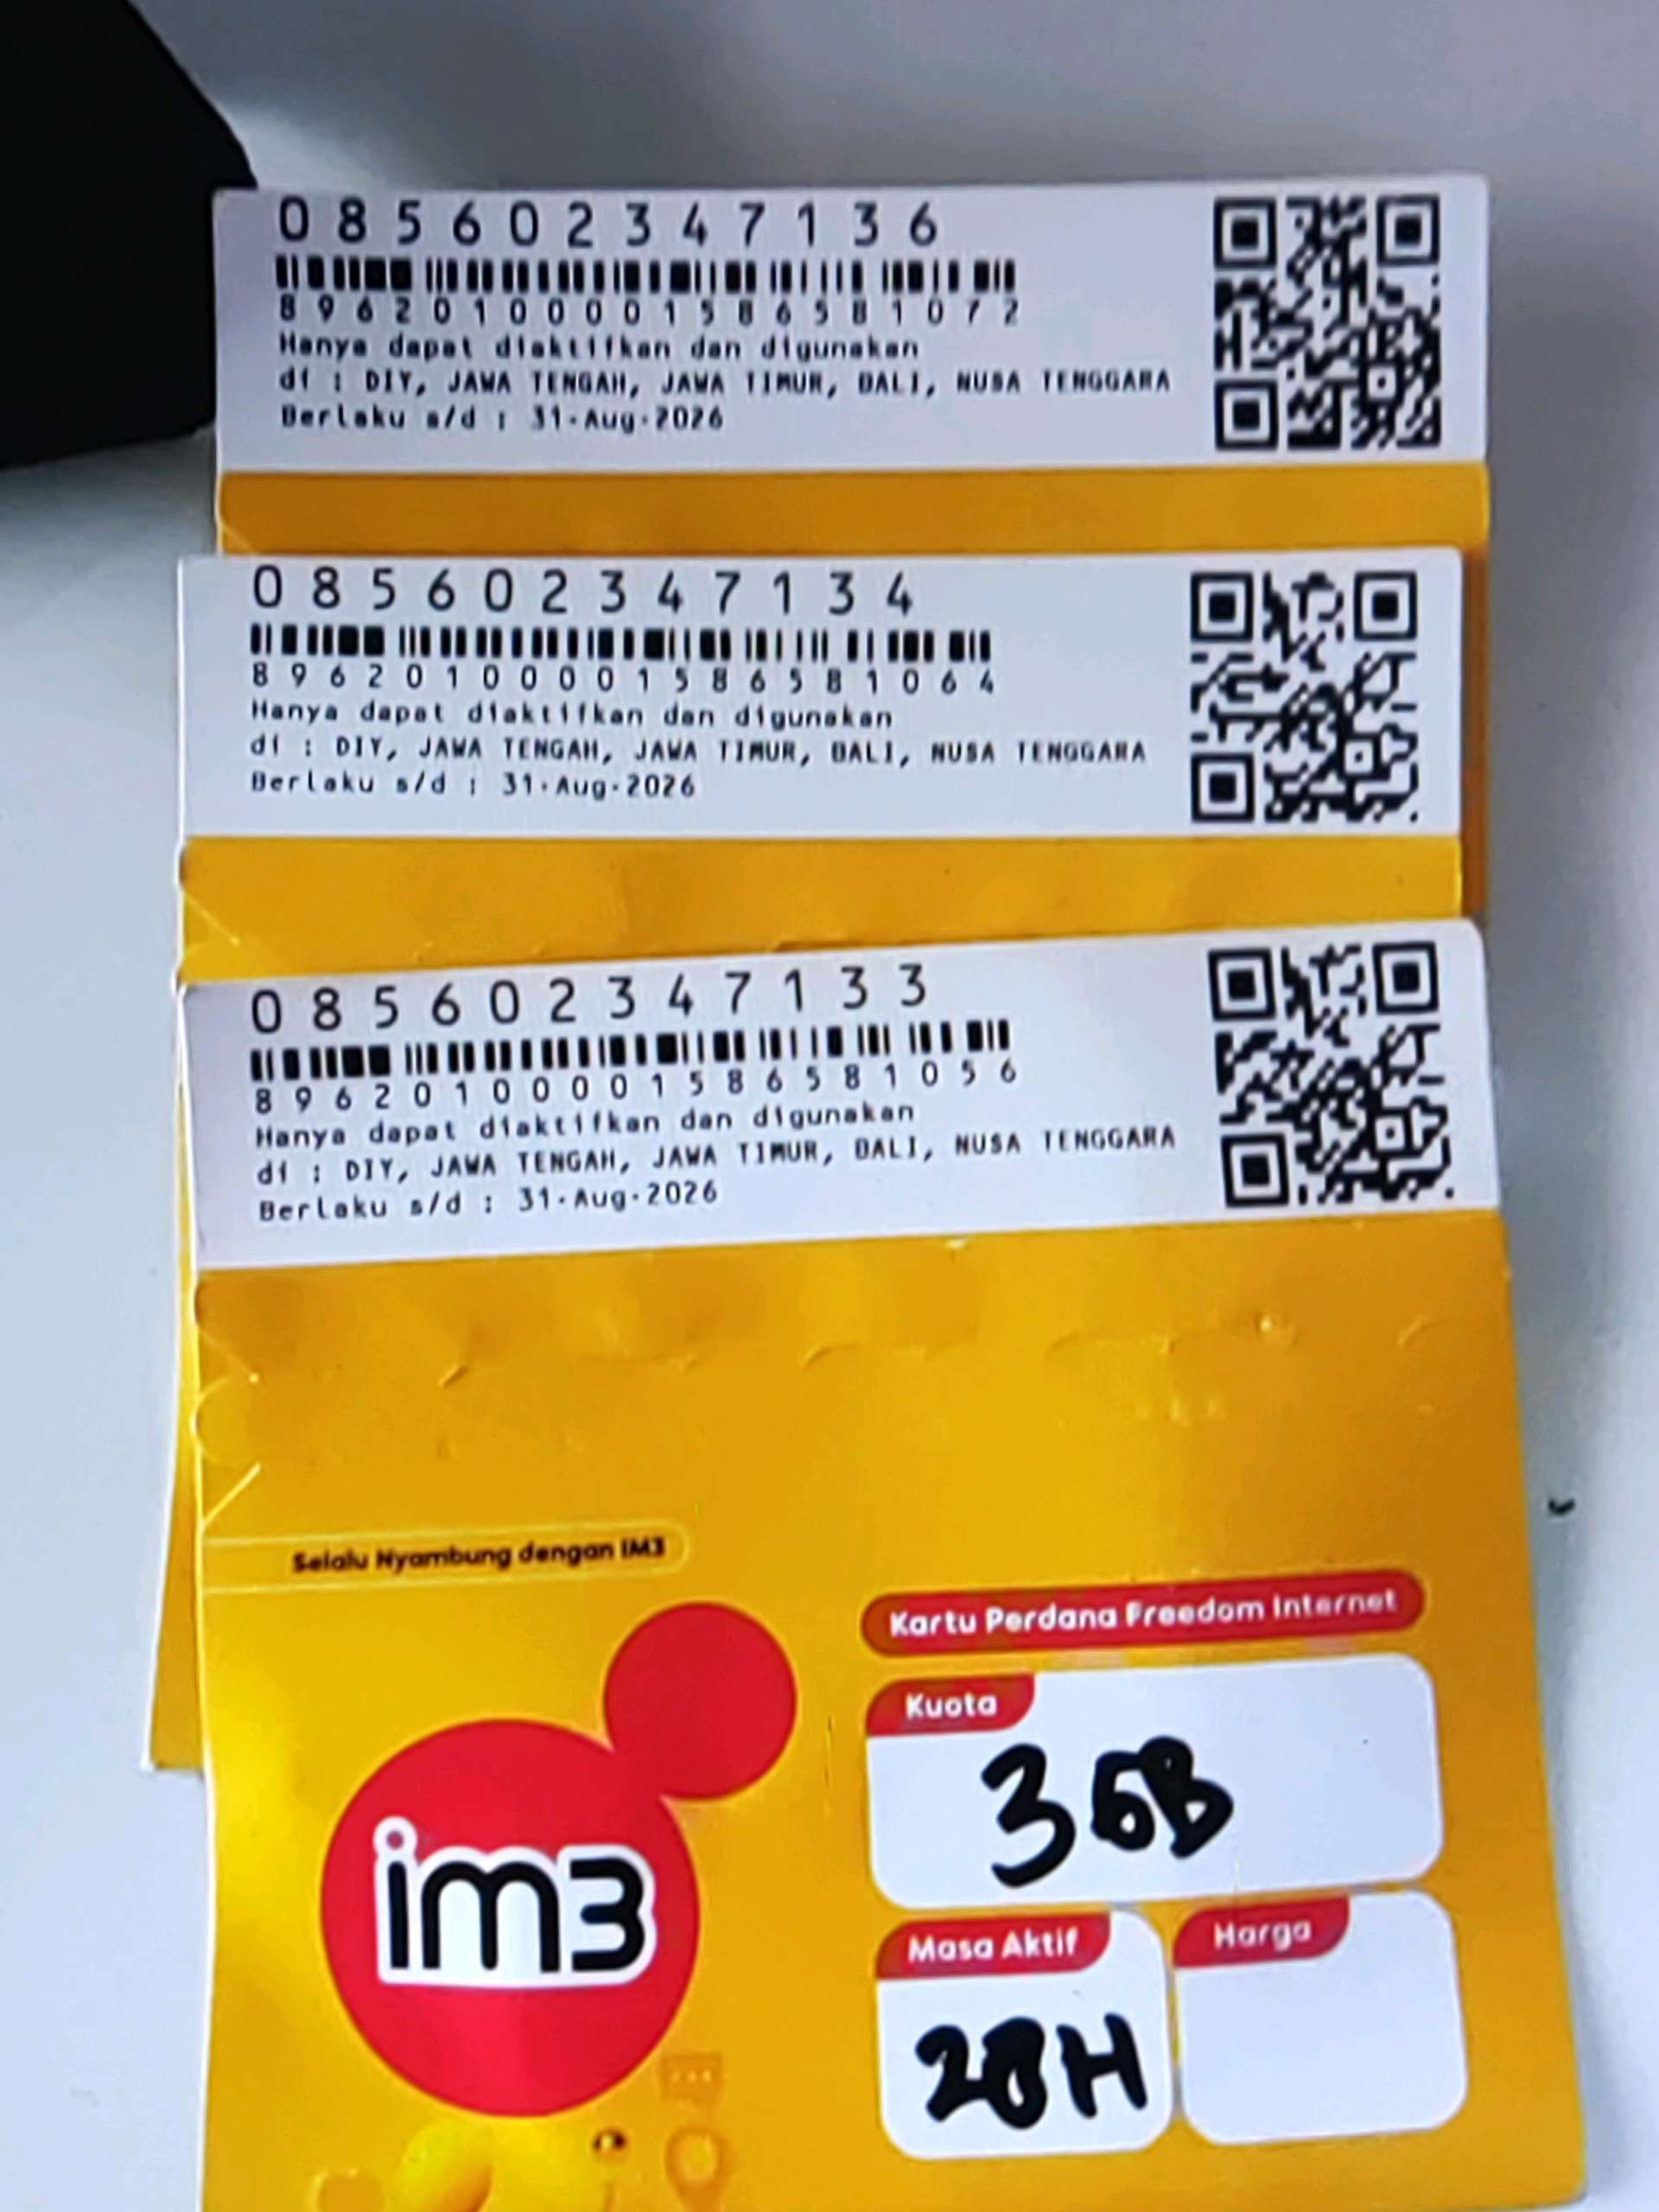 085602347136
89620100001586581072
Hanya dapat diaktifkan dan digunakan
di : DIY, JAWA TENGAH, JAWA TIMUR, BALI, NUSA TENGGARA
Berlaku s/d : 31-Aug-2026
085602347134
89620100001586581064
Hanya dapat diaktifkan dan digunakan
di : DIY, JAWA TENGAH, JAWA TIMUR, BALI, NUSA TENGGARA
Berlaku s/d : 31-Aug-2026
085602347133
89620100001586581056
Hanya dapat diaktifkan dan digunakan
di : DIY, JAWA TENGAH, JAWA TIMUR, BALI, NUSA TENGGARA
Berlaku s/d : 31-Aug-2026
Selalu Nyambung dengan IM3
Kartu Perdana Freedom Internet
Kuota
3GB
im3
Masa Aktif
Harga
28H